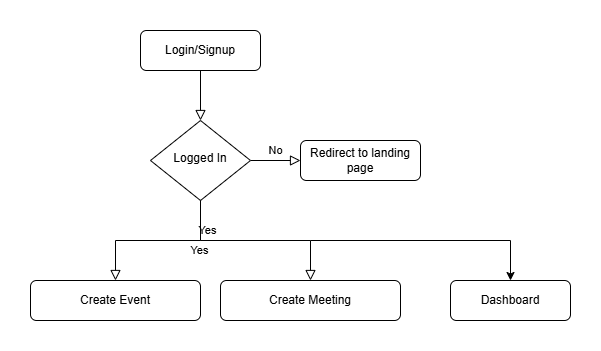 Login/Signup
Logged In
No
Redirect to landing
page
Yes
Yes
Create Event
Create Meeting
Dashboard